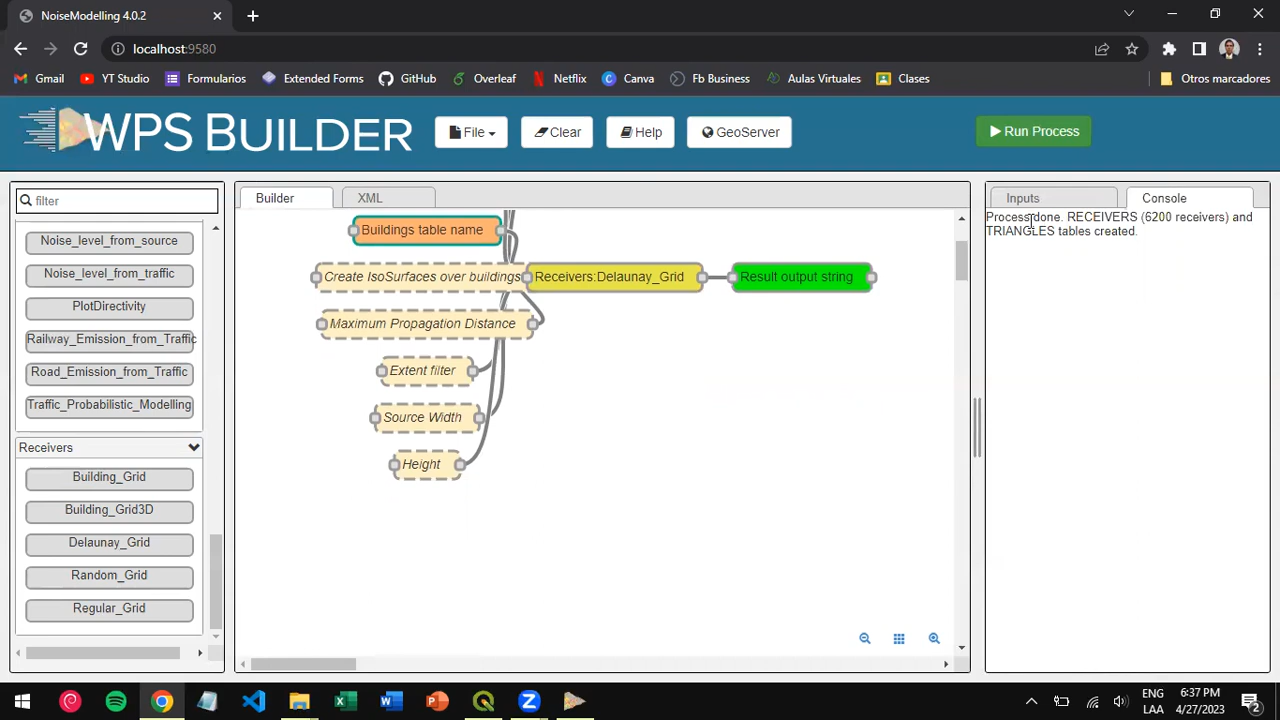 NoiseModelling 4.0.2
localhost:9580
Gmail
YT Studio
Formularios
Extended Forms
GitHub
Overleaf
Netflix
Canva
Fb Business
Aulas Virtuales
Clases
Otros marcadores
WPS BUILDER
File
Clear
Help
GeoServer
Run Process
filter
Noise_level_from_source
Noise_level_from_traffic
PlotDirectivity
Railway_Emission_from_Traffic
Road_Emission_from_Traffic
Traffic_Probabilistic_Modelling
Receivers
Building_Grid
Building_Grid3D
Delaunay_Grid
Random_Grid
Regular_Grid
Builder
XML
Buildings table name
Create IsoSurfaces over buildings
Receivers:Delaunay_Grid
Result output string
Maximum Propagation Distance
Extent filter
Source Width
Height
Inputs
Console
Process done. RECEIVERS (6200 receivers) and
TRIANGLES tables created.
ENG
LAA
6:37 PM
4/27/2023
2